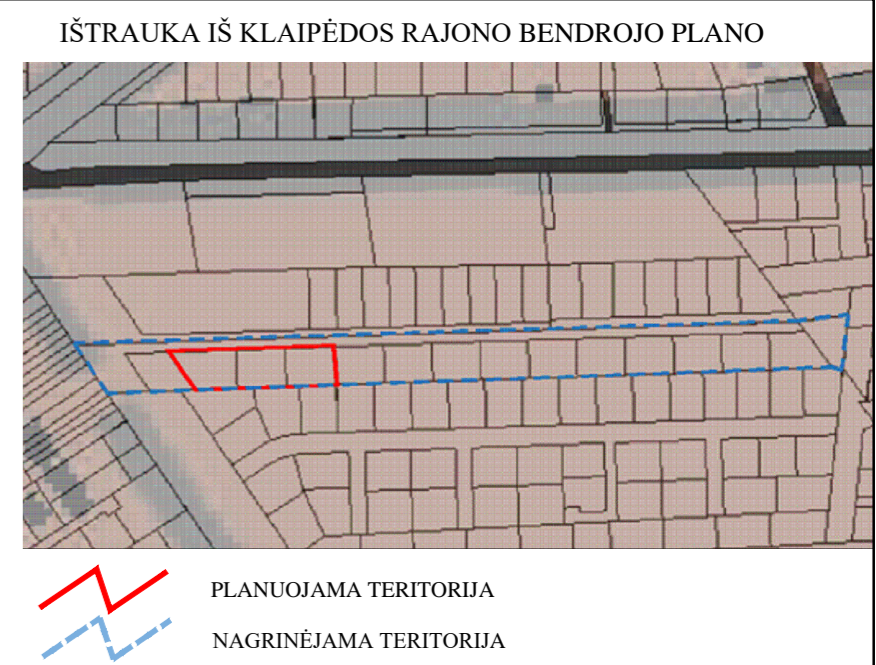 IŠTRAUKA IŠ KLAIPĖDOS RAJONO BENDROJO PLANO
PLANUOJAMA TERITORIJA
NAGRINĖJAMA TERITORIJA